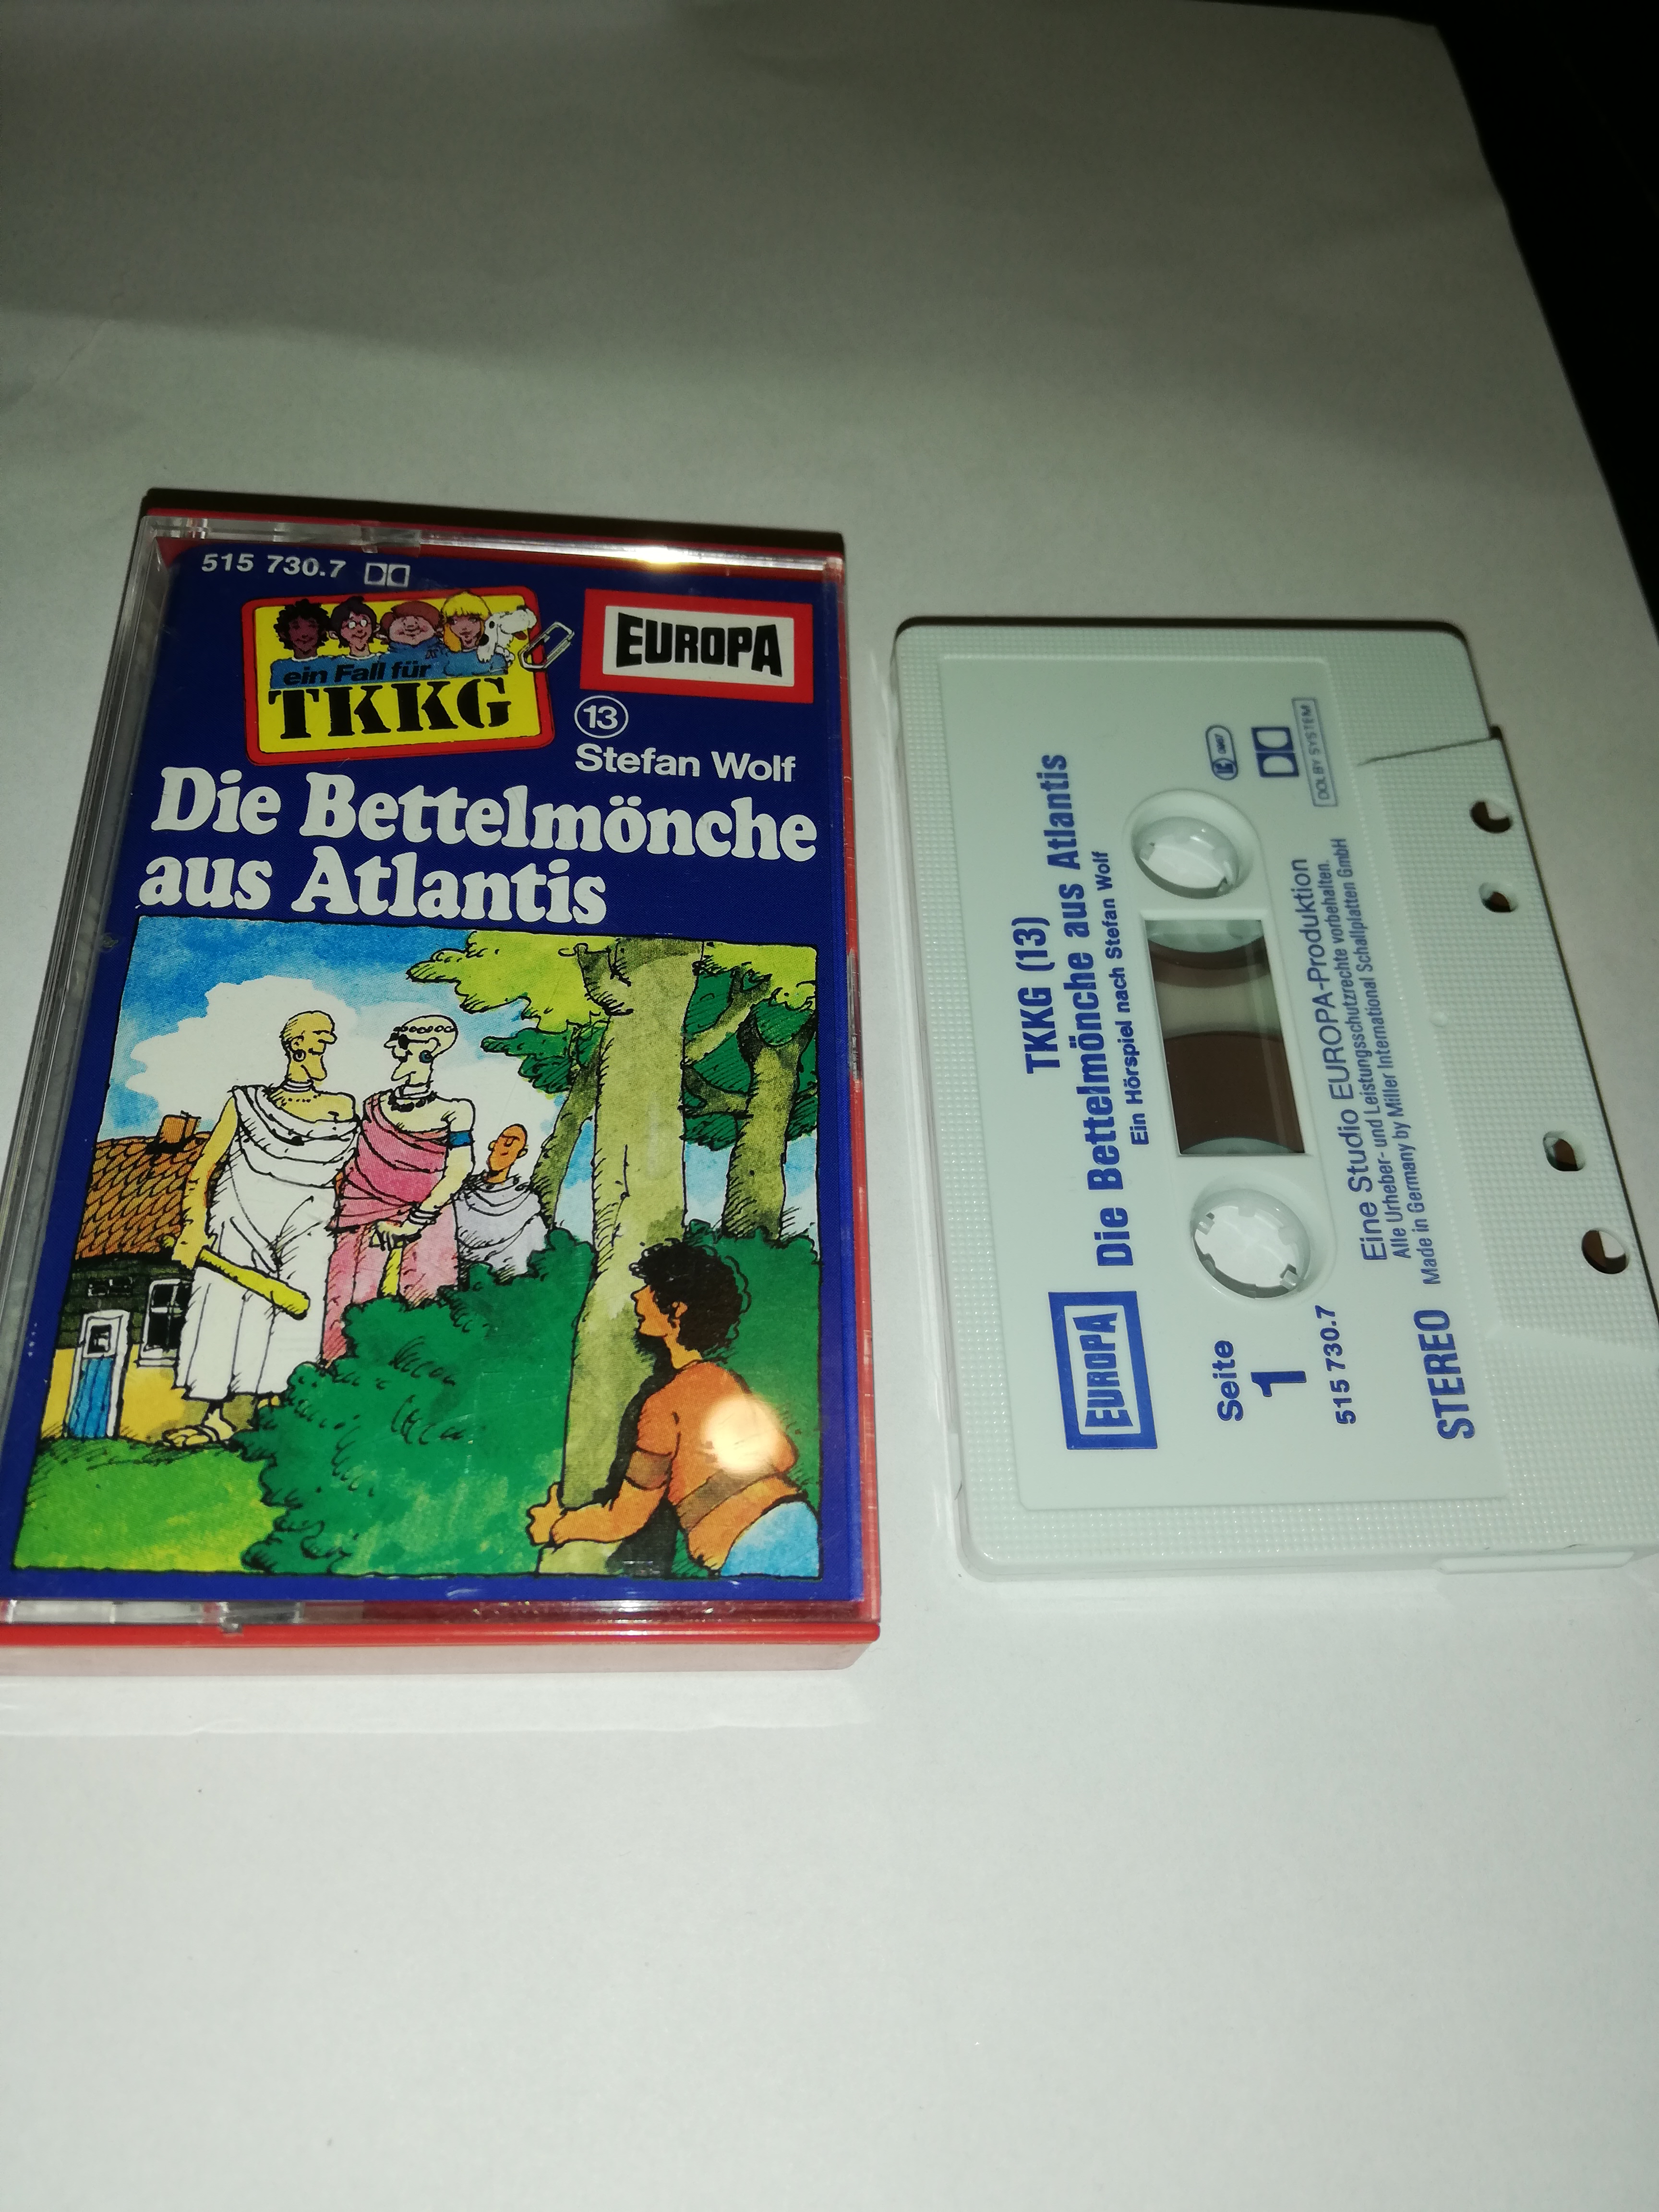 515 730.7
ein Fall für
TKKG
EUROPA
13
Stefan Wolf
Die Bettelmönche
aus Atlantis
TKKG (13)
Die Bettelmönche aus Atlantis
Ein Hörspiel nach Stefan Wolf
EUROPA
Seite
1
515 730.7
STEREO
DOLBY SYSTEM
Eine Studio EUROPA-Produktion
Alle Urheber- und Leistungsschutzrechte vorbehalten.
Made in Germany by Miller International Schallplatten GmbH